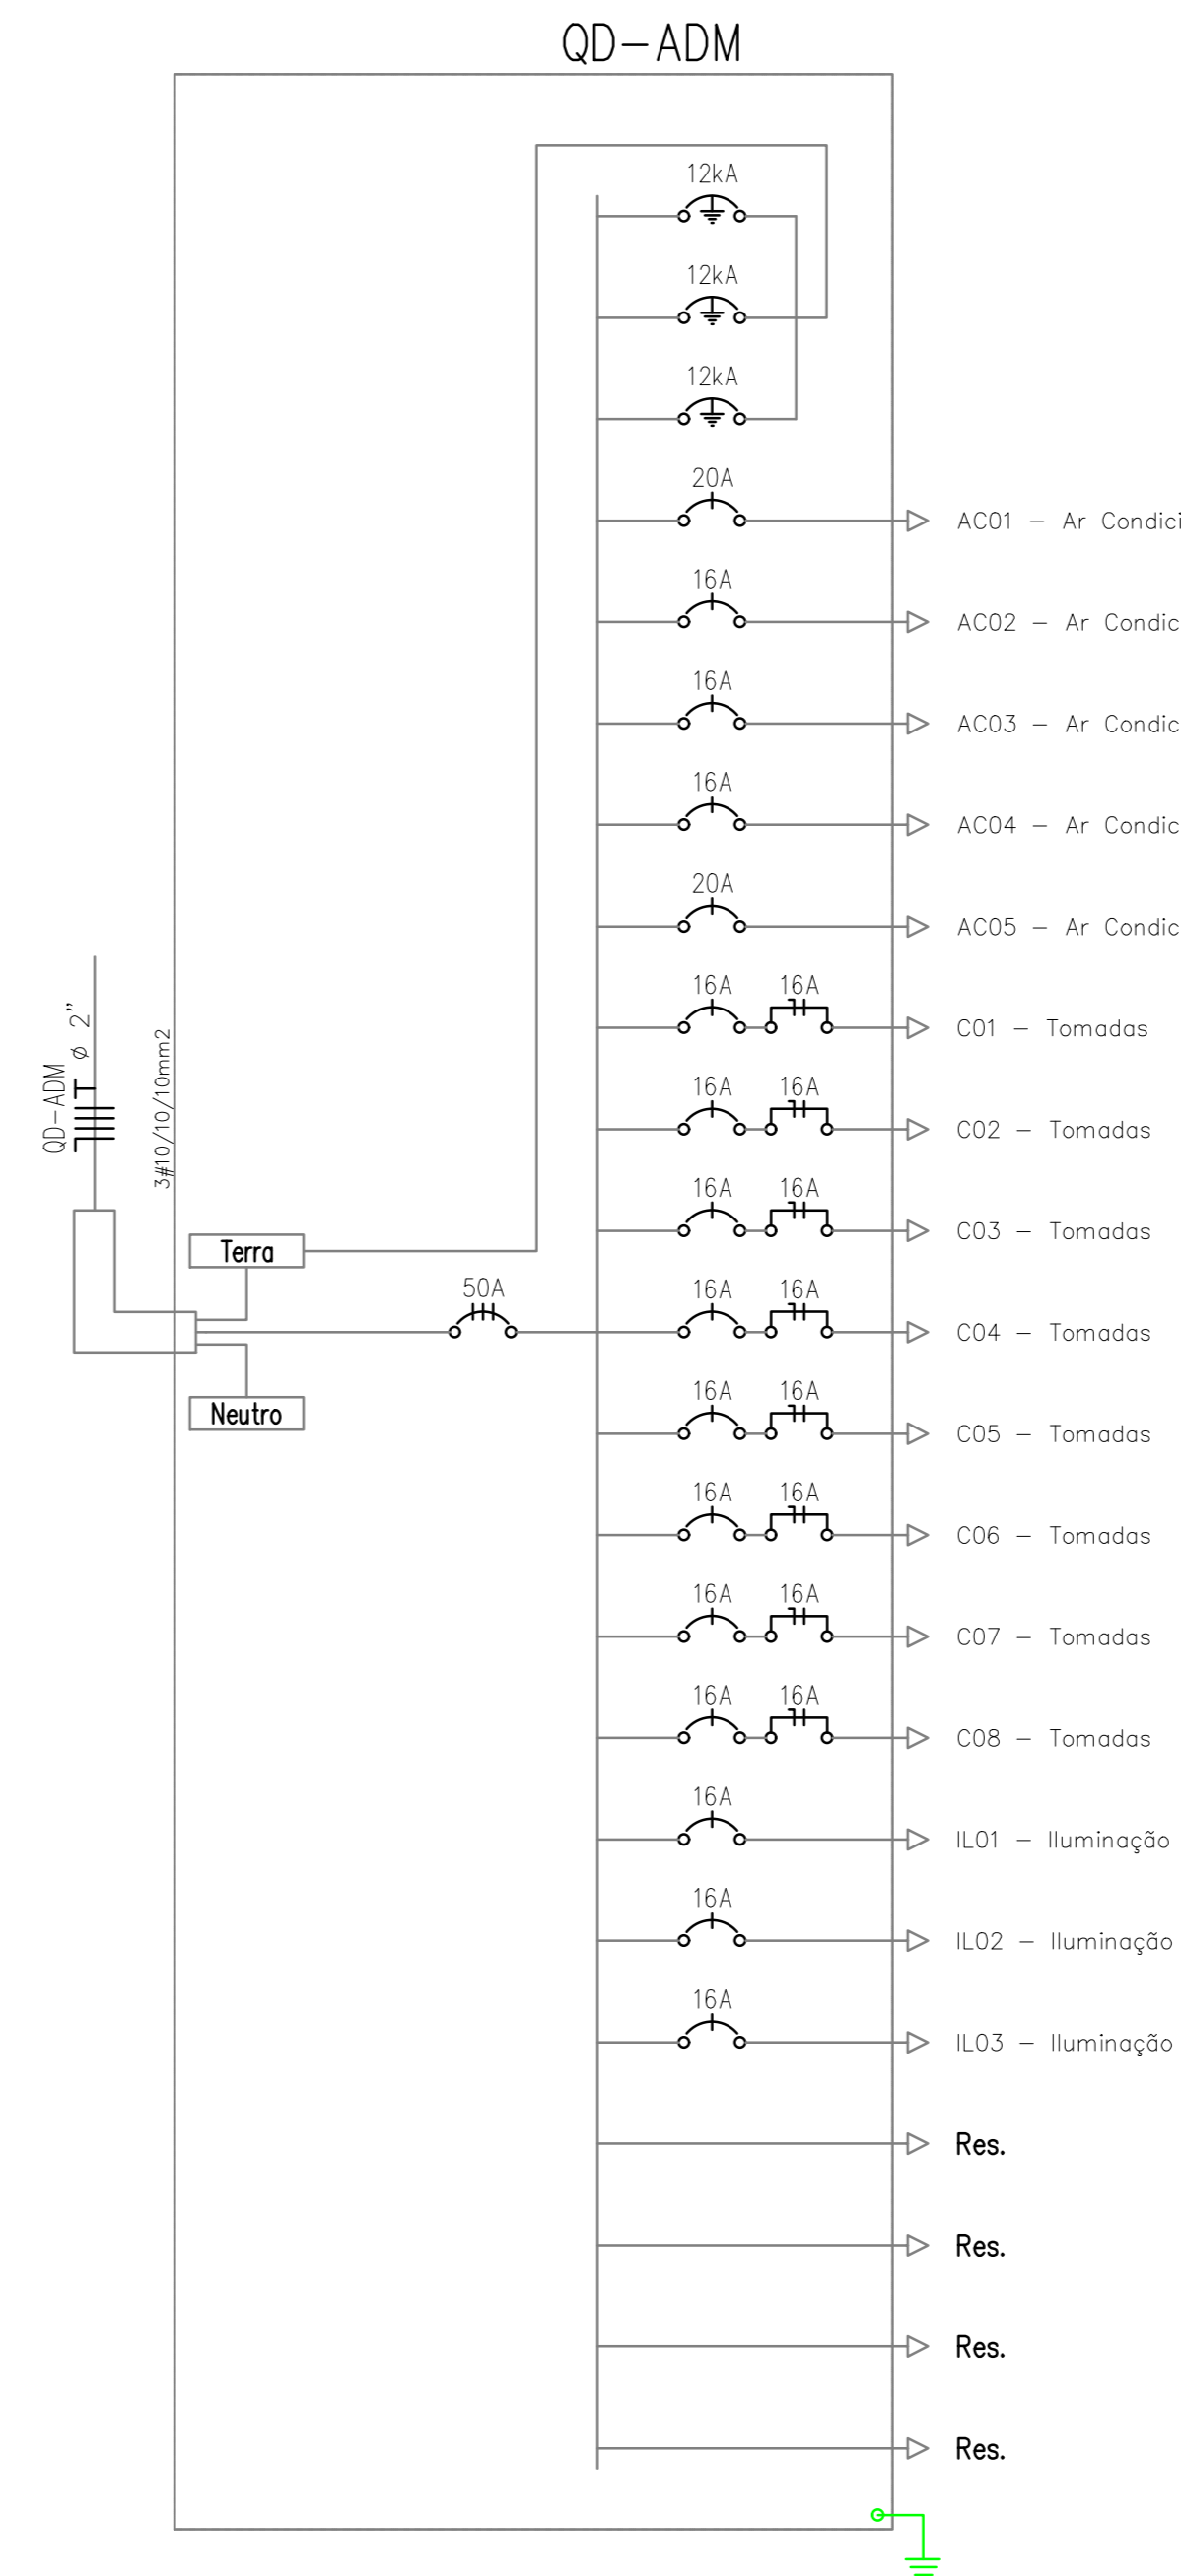 QD-ADM
12kA
12kA
12kA
20A
AC01 - Ar Condici
16A
AC02 - Ar Condic
16A
AC03 - Ar Condic
16A
AC04 - Ar Condic
20A
AC05 - Ar Condic
16A 16A
C01 - Tomadas
16A 16A
C02 - Tomadas
16A 16A
C03 - Tomadas
QD-ADM
ø 2"
3#10/10/10mm2
Terra
50A
16A 16A
C04 - Tomadas
Neutro
16A 16A
C05 - Tomadas
16A 16A
C06 - Tomadas
16A 16A
C07 - Tomadas
16A 16A
C08 - Tomadas
16A
IL01 - Iluminação
16A
IL02 - Iluminação
16A
IL03 - Iluminação
Res.
Res.
Res.
Res.